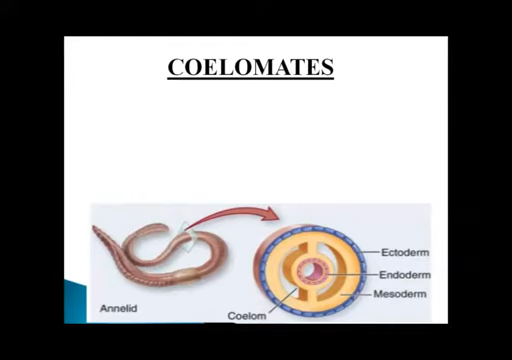 COELOMATES
Ectoderm
Endoderm
Mesoderm
Annelid
Coelom